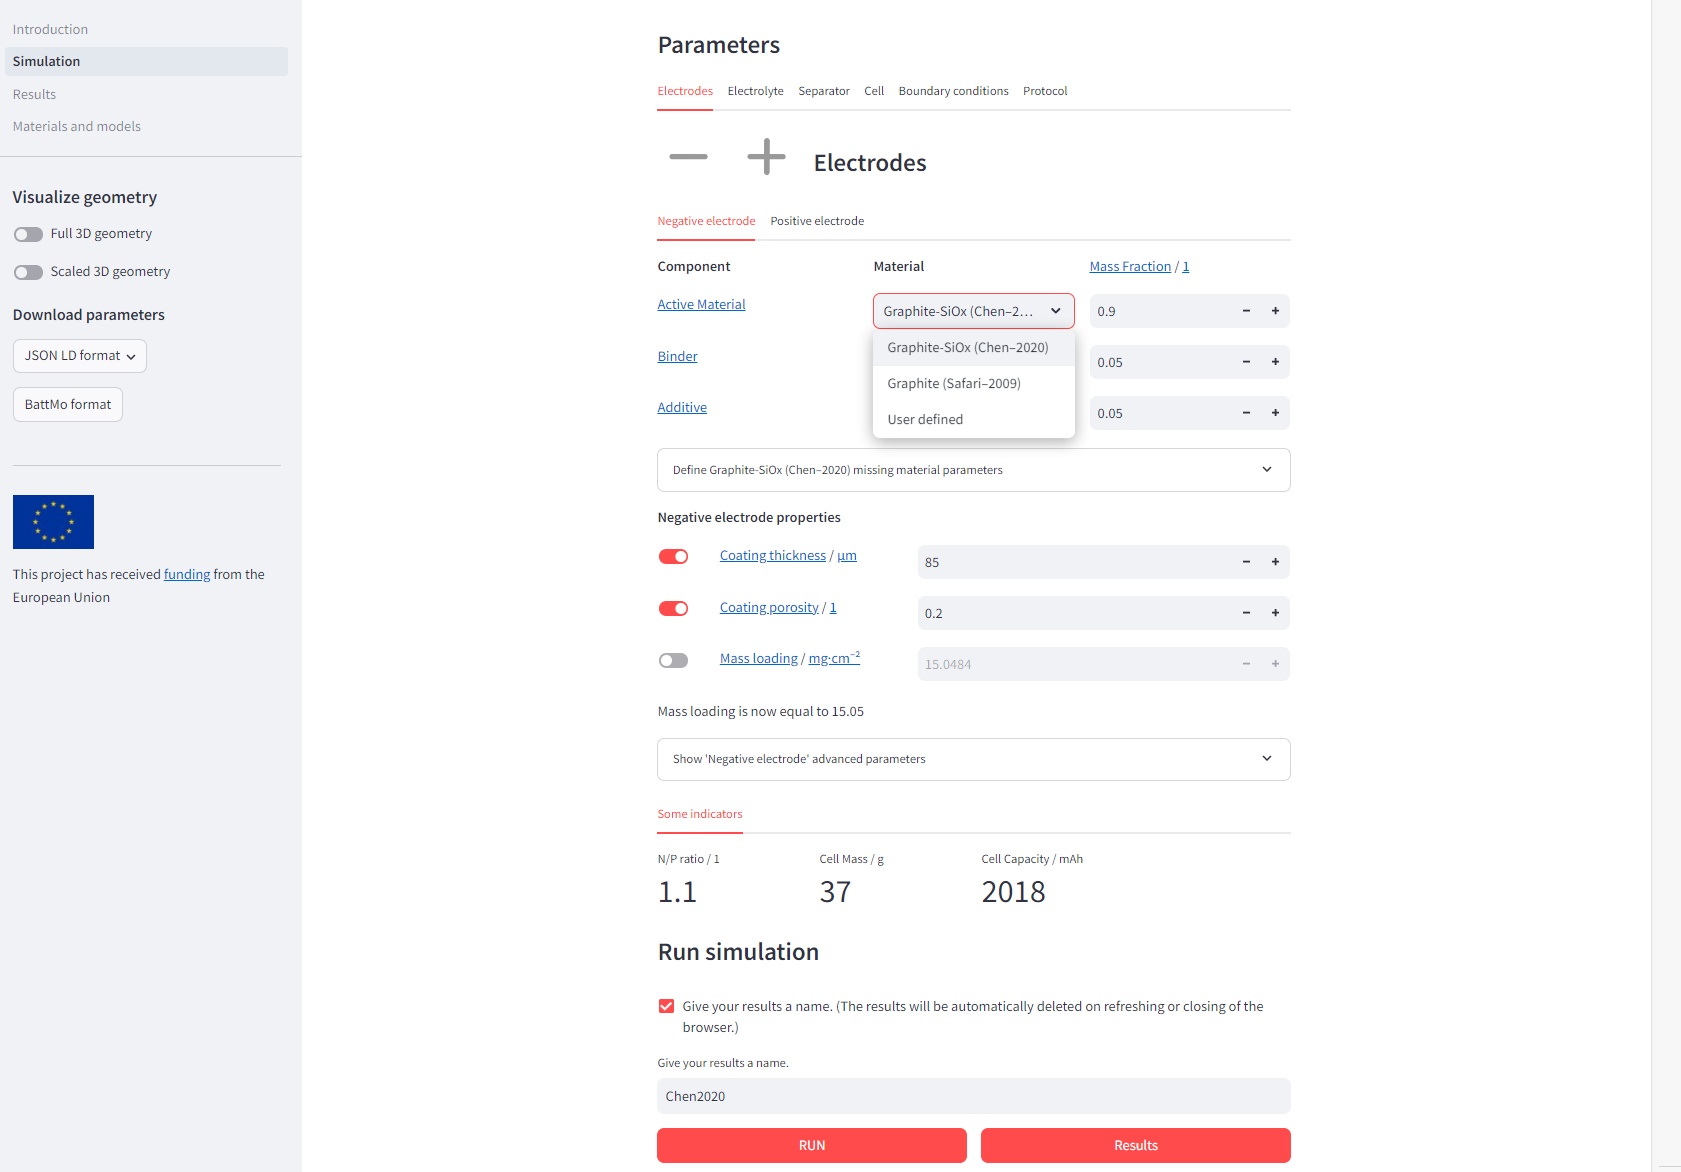 Introduction
Simulation
Results
Materials and models
Visualize geometry
Full 3D geometry
Scaled 3D geometry
Download parameters
JSON LD format
BattMo format
This project has received funding from the
European Union
Parameters
Electrodes Electrolyte Separator Cell Boundary conditions Protocol
Electrodes
Negative electrode Positive electrode
Component Material Mass Fraction / 1
Active Material Graphite-SiOx (Chen–2... 0.9
Graphite-SiOx (Chen–2020)
Binder 0.05
Graphite (Safari–2009)
Additive 0.05
User defined
Define Graphite-SiOx (Chen–2020) missing material parameters
Negative electrode properties
Coating thickness / μm 85
Coating porosity / 1 0.2
Mass loading / mg·cm⁻² 15.0484
Mass loading is now equal to 15.05
Show 'Negative electrode' advanced parameters
Some indicators
N/P ratio / 1 Cell Mass / g Cell Capacity / mAh
1.1 37 2018
Run simulation
Give your results a name. (The results will be automatically deleted on refreshing or closing of the
browser.)
Give your results a name.
Chen2020
RUN Results